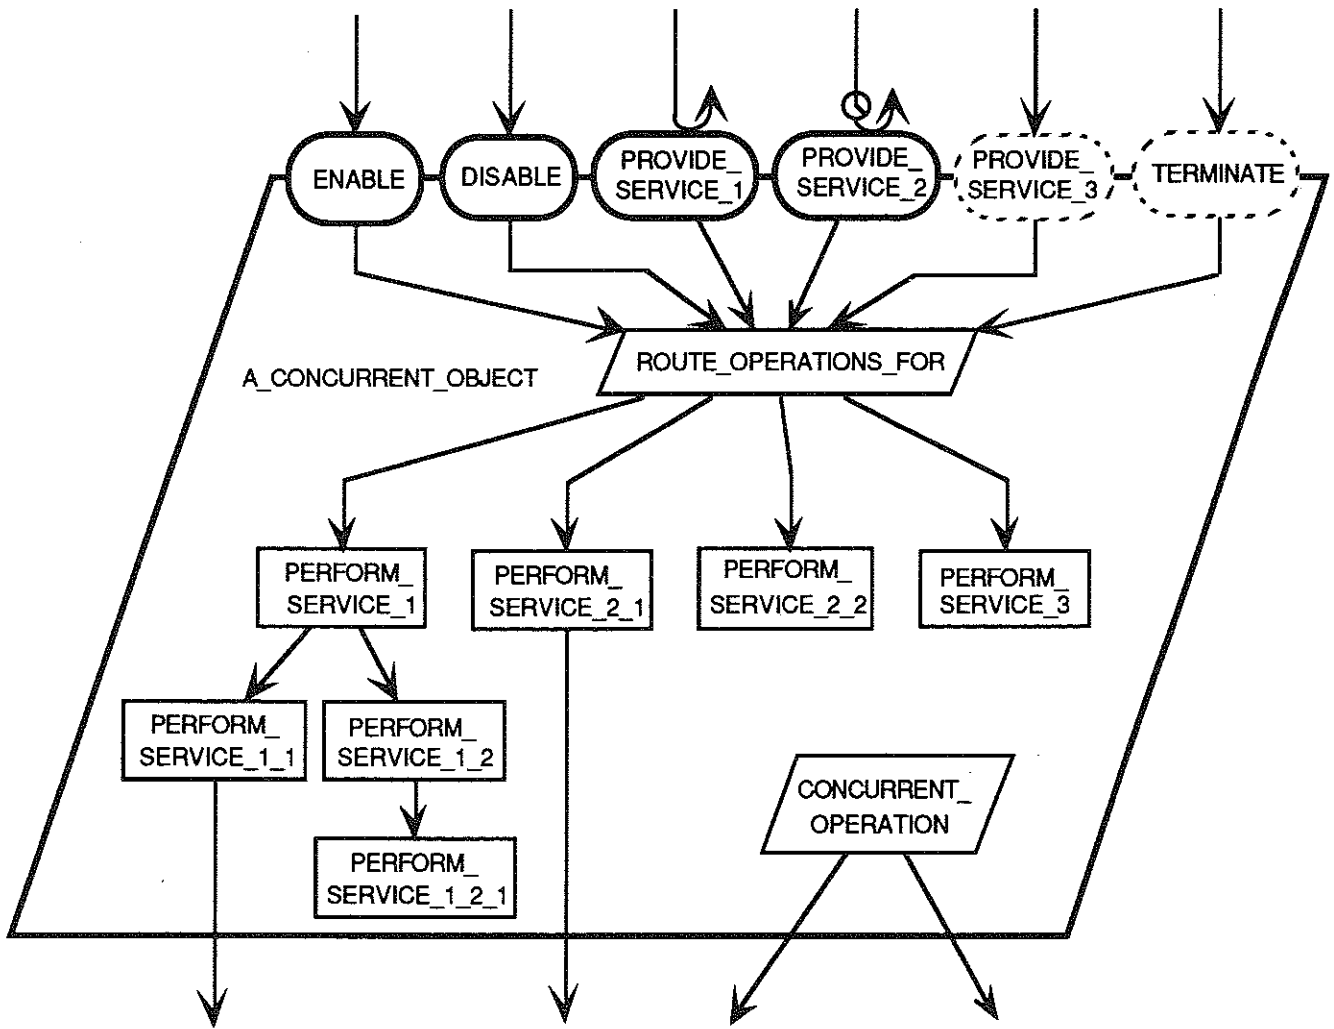 ENABLE
DISABLE
PROVIDE_
SERVICE_1
PROVIDE_
SERVICE_2
PROVIDE_
SERVICE_3
TERMINATE
A_CONCURRENT_OBJECT
ROUTE_OPERATIONS_FOR
PERFORM_
SERVICE_1
PERFORM_
SERVICE_2_1
PERFORM_
SERVICE_2_2
PERFORM_
SERVICE_3
PERFORM_
SERVICE_1_1
PERFORM_
SERVICE_1_2
CONCURRENT_
OPERATION
PERFORM_
SERVICE_1_2_1